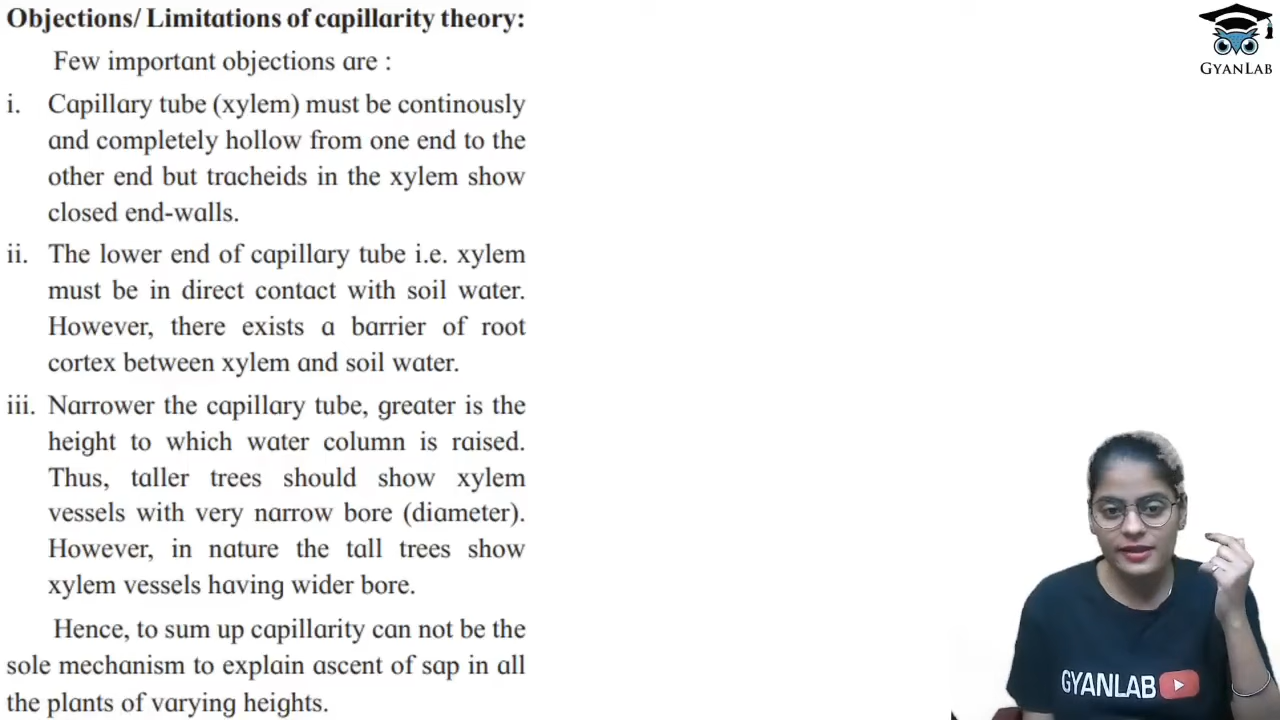 Objections/ Limitations of capillarity theory:
Few important objections are :
i. Capillary tube (xylem) must be continously
and completely hollow from one end to the
other end but tracheids in the xylem show
closed end-walls.
ii. The lower end of capillary tube i.e. xylem
must be in direct contact with soil water.
However, there exists a barrier of root
cortex between xylem and soil water.
iii. Narrower the capillary tube, greater is the
height to which water column is raised.
Thus, taller trees should show xylem
vessels with very narrow bore (diameter).
However, in nature the tall trees show
xylem vessels having wider bore.
Hence, to sum up capillarity can not be the
sole mechanism to explain ascent of sap in all
the plants of varying heights.
GYANLAB
GYANLAB